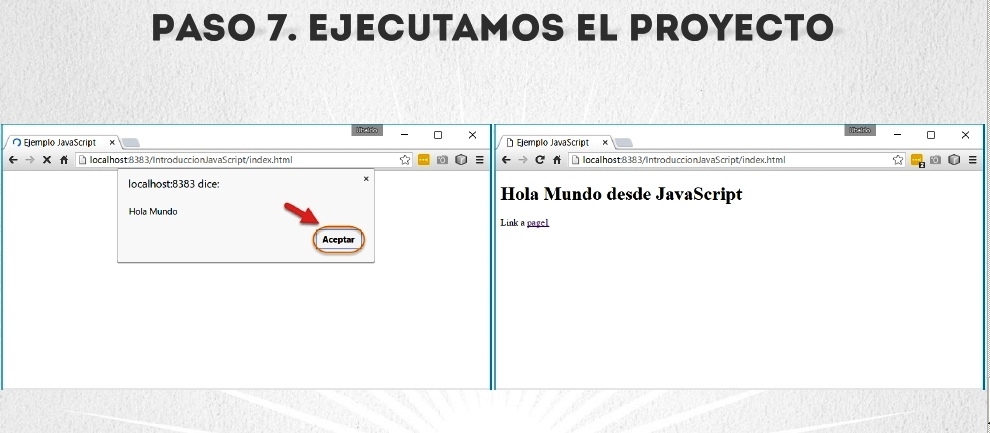 PASO 7. EJECUTAMOS EL PROYECTO
Ubaldo
Ejemplo JavaScript
localhost:8383/IntroduccionJavaScript/index.html
localhost:8383 dice:
Hola Mundo
Aceptar
Ubaldo
Ejemplo JavaScript
localhost:8383/IntroduccionJavaScript/index.html
2
Hola Mundo desde JavaScript
Link a page1